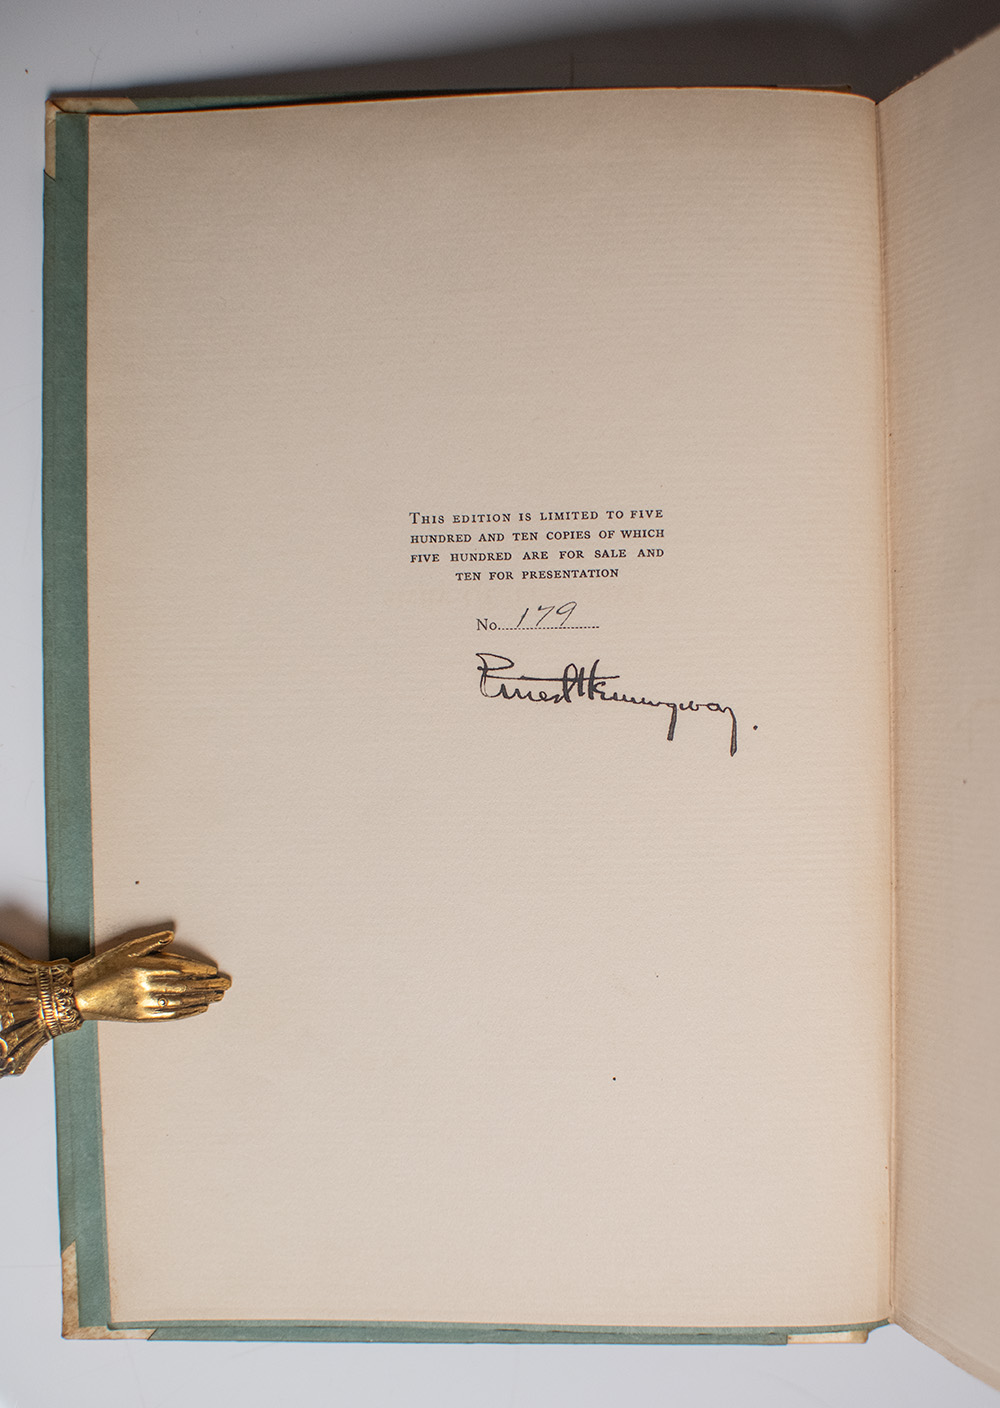 THIS EDITION IS LIMITED TO FIVE
HUNDRED AND TEN COPIES OF WHICH
FIVE HUNDRED ARE FOR SALE AND
TEN FOR PRESENTATION
No. 179
Ernest Hemingway.